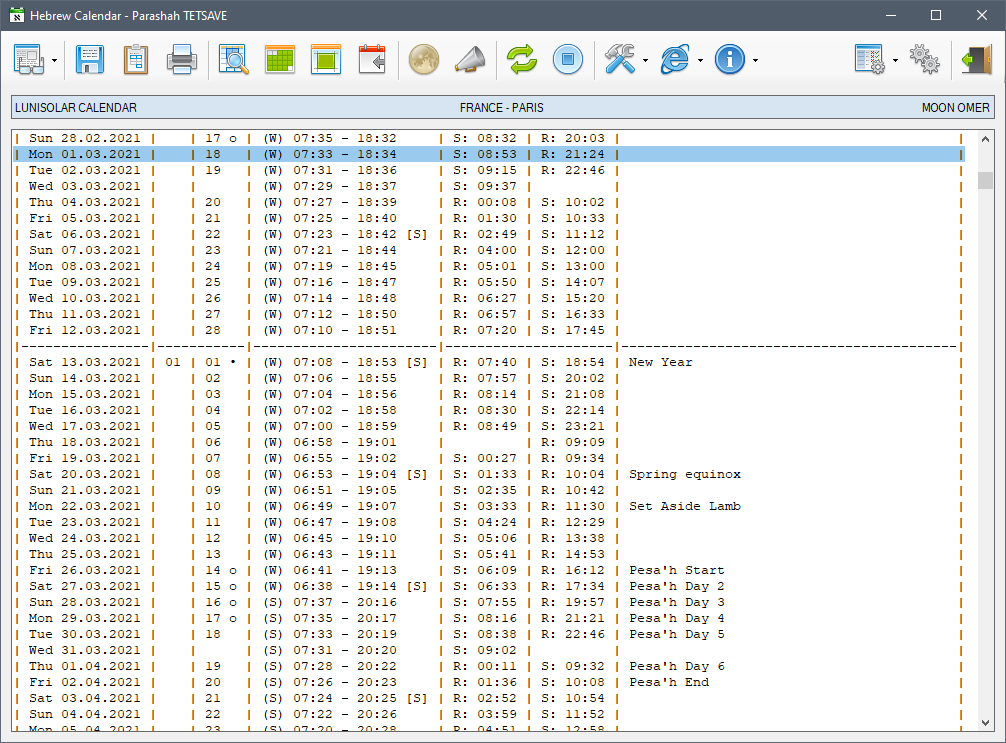 Hebrew Calendar - Parashah TETSAVE
LUNISOLAR CALENDAR FRANCE - PARIS MOON OMER
| Sun 28.02.2021 | | 17 o | (W) 07:35 - 18:32 | S: 08:32 | R: 20:03 | |
| Mon 01.03.2021 | | 18 | (W) 07:33 - 18:34 | S: 08:53 | R: 21:24 | |
| Tue 02.03.2021 | | 19 | (W) 07:31 - 18:36 | S: 09:15 | R: 22:46 | |
| Wed 03.03.2021 | | | (W) 07:29 - 18:37 | S: 09:37 | | |
| Thu 04.03.2021 | | 20 | (W) 07:27 - 18:39 | R: 00:08 | S: 10:02 | |
| Fri 05.03.2021 | | 21 | (W) 07:25 - 18:40 | R: 01:30 | S: 10:33 | |
| Sat 06.03.2021 | | 22 | (W) 07:23 - 18:42 [S] | R: 02:49 | S: 11:12 | |
| Sun 07.03.2021 | | 23 | (W) 07:21 - 18:44 | R: 04:00 | S: 12:00 | |
| Mon 08.03.2021 | | 24 | (W) 07:19 - 18:45 | R: 05:01 | S: 13:00 | |
| Tue 09.03.2021 | | 25 | (W) 07:16 - 18:47 | R: 05:50 | S: 14:07 | |
| Wed 10.03.2021 | | 26 | (W) 07:14 - 18:48 | R: 06:27 | S: 15:20 | |
| Thu 11.03.2021 | | 27 | (W) 07:12 - 18:50 | R: 06:57 | S: 16:33 | |
| Fri 12.03.2021 | | 28 | (W) 07:10 - 18:51 | R: 07:20 | S: 17:45 | |
|----------------|-----------|-----------------------|---------------------|------------------------------------------|
| Sat 13.03.2021 | 01 | 01 • | (W) 07:08 - 18:53 [S] | R: 07:40 | S: 18:54 | New Year |
| Sun 14.03.2021 | | 02 | (W) 07:06 - 18:55 | R: 07:57 | S: 20:02 | |
| Mon 15.03.2021 | | 03 | (W) 07:04 - 18:56 | R: 08:14 | S: 21:08 | |
| Tue 16.03.2021 | | 04 | (W) 07:02 - 18:58 | R: 08:30 | S: 22:14 | |
| Wed 17.03.2021 | | 05 | (W) 07:00 - 18:59 | R: 08:49 | S: 23:21 | |
| Thu 18.03.2021 | | 06 | (W) 06:58 - 19:01 | | R: 09:09 | |
| Fri 19.03.2021 | | 07 | (W) 06:55 - 19:02 | S: 00:27 | R: 09:34 | |
| Sat 20.03.2021 | | 08 | (W) 06:53 - 19:04 [S] | S: 01:33 | R: 10:04 | Spring equinox |
| Sun 21.03.2021 | | 09 | (W) 06:51 - 19:05 | S: 02:35 | R: 10:42 | |
| Mon 22.03.2021 | | 10 | (W) 06:49 - 19:07 | S: 03:33 | R: 11:30 | Set Aside Lamb |
| Tue 23.03.2021 | | 11 | (W) 06:47 - 19:08 | S: 04:24 | R: 12:29 | |
| Wed 24.03.2021 | | 12 | (W) 06:45 - 19:10 | S: 05:06 | R: 13:38 | |
| Thu 25.03.2021 | | 13 | (W) 06:43 - 19:11 | S: 05:41 | R: 14:53 | |
| Fri 26.03.2021 | | 14 o | (W) 06:41 - 19:13 | S: 06:09 | R: 16:12 | Pesa'h Start |
| Sat 27.03.2021 | | 15 o | (W) 06:38 - 19:14 [S] | S: 06:33 | R: 17:34 | Pesa'h Day 2 |
| Sun 28.03.2021 | | 16 o | (S) 07:37 - 20:16 | S: 07:55 | R: 19:57 | Pesa'h Day 3 |
| Mon 29.03.2021 | | 17 o | (S) 07:35 - 20:17 | S: 08:16 | R: 21:21 | Pesa'h Day 4 |
| Tue 30.03.2021 | | 18 | (S) 07:33 - 20:19 | S: 08:38 | R: 22:46 | Pesa'h Day 5 |
| Wed 31.03.2021 | | | (S) 07:31 - 20:20 | S: 09:02 | | |
| Thu 01.04.2021 | | 19 | (S) 07:28 - 20:22 | R: 00:11 | S: 09:32 | Pesa'h Day 6 |
| Fri 02.04.2021 | | 20 | (S) 07:26 - 20:23 | R: 01:36 | S: 10:08 | Pesa'h End |
| Sat 03.04.2021 | | 21 | (S) 07:24 - 20:25 [S] | R: 02:52 | S: 10:54 | |
| Sun 04.04.2021 | | 22 | (S) 07:22 - 20:26 | R: 03:59 | S: 11:52 | |
| Mon 05.04.2021 | | 23 | (S) 07:20 - 20:28 | R: 04:51 | S: 12:58 | |